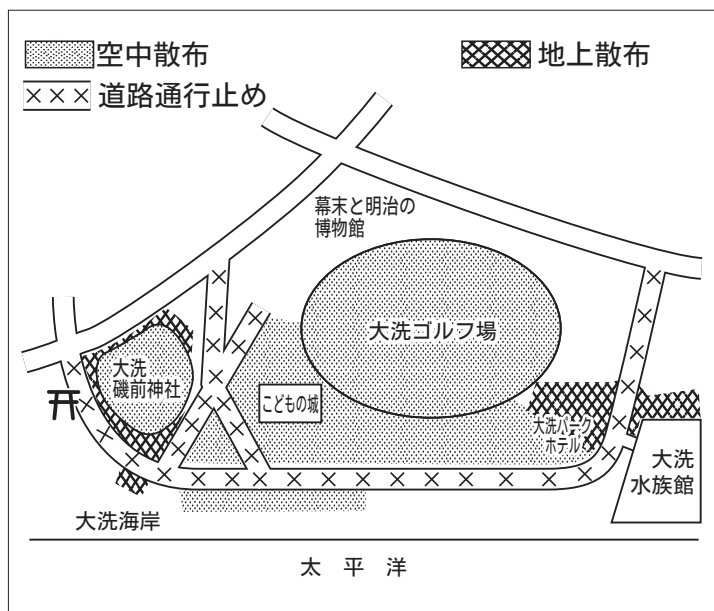 空中散布
地上散布
×××道路通行止め
幕末と明治の
博物館
大洗ゴルフ場
大洗
磯前神社
こどもの城
大洗パーク
ホテル
大洗
水族館
大洗海岸
太平洋